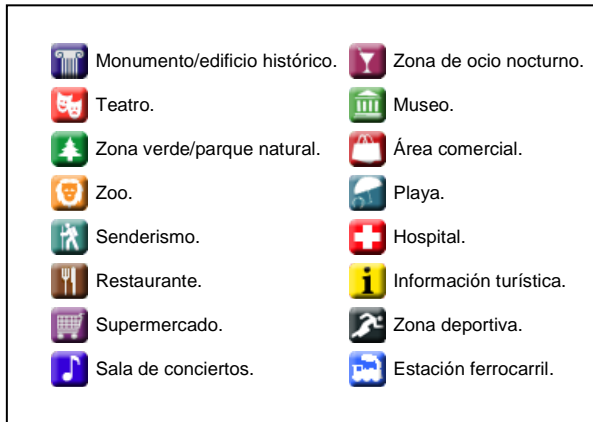 Monumento/edificio histórico.
Teatro.
Zona verde/parque natural.
Zoo.
Senderismo.
Restaurante.
Supermercado.
Sala de conciertos.
Zona de ocio nocturno.
Museo.
Área comercial.
Playa.
Hospital.
Información turística.
Zona deportiva.
Estación ferrocarril.